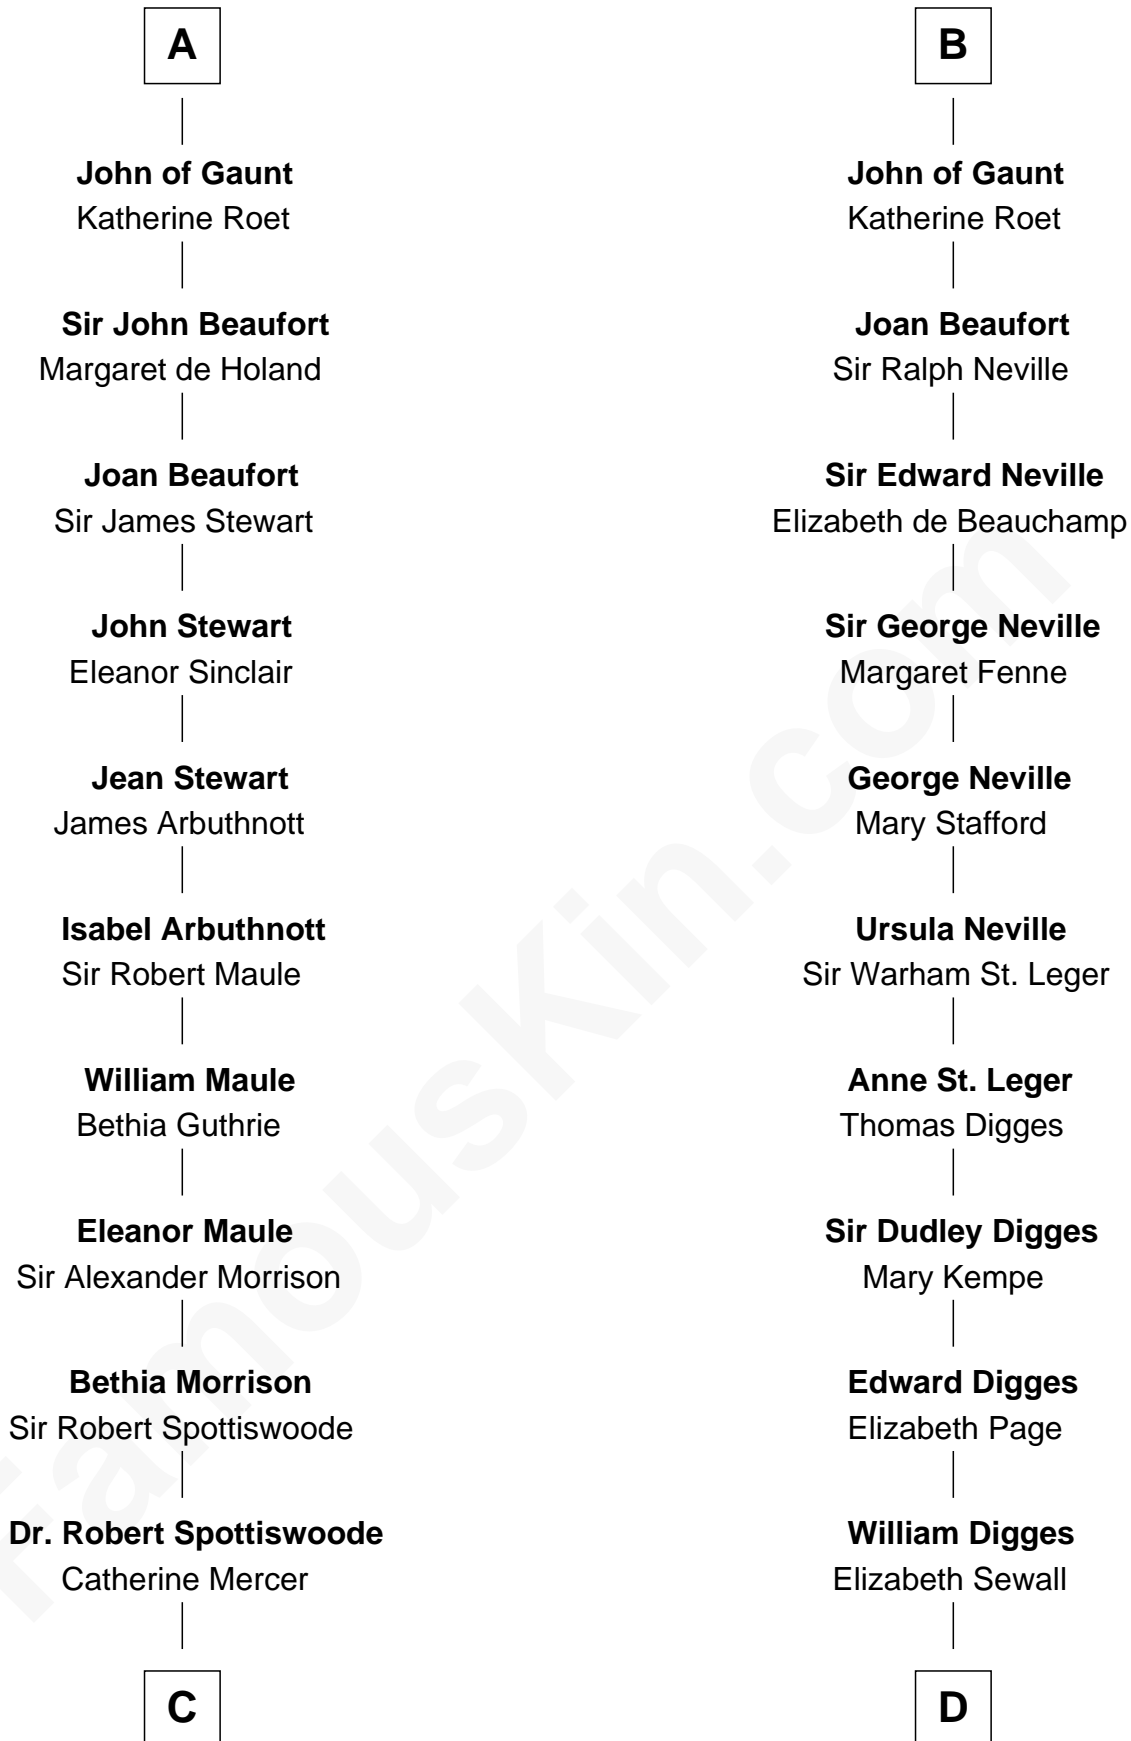 A
John of Gaunt
Katherine Roet
Sir John Beaufort
Margaret de Holand
Joan Beaufort
Sir James Stewart
John Stewart
Eleanor Sinclair
Jean Stewart
James Arbuthnott
Isabel Arbuthnott
Sir Robert Maule
William Maule
Bethia Guthrie
Eleanor Maule
Sir Alexander Morrison
Bethia Morrison
Sir Robert Spottiswoode
Dr. Robert Spottiswoode
Catherine Mercer
C
B
John of Gaunt
Katherine Roet
Joan Beaufort
Sir Ralph Neville
Sir Edward Neville
Elizabeth de Beauchamp
Sir George Neville
Margaret Fenne
George Neville
Mary Stafford
Ursula Neville
Sir Warham St. Leger
Anne St. Leger
Thomas Digges
Sir Dudley Digges
Mary Kempe
Edward Digges
Elizabeth Page
William Digges
Elizabeth Sewall
D
FamousKin.com